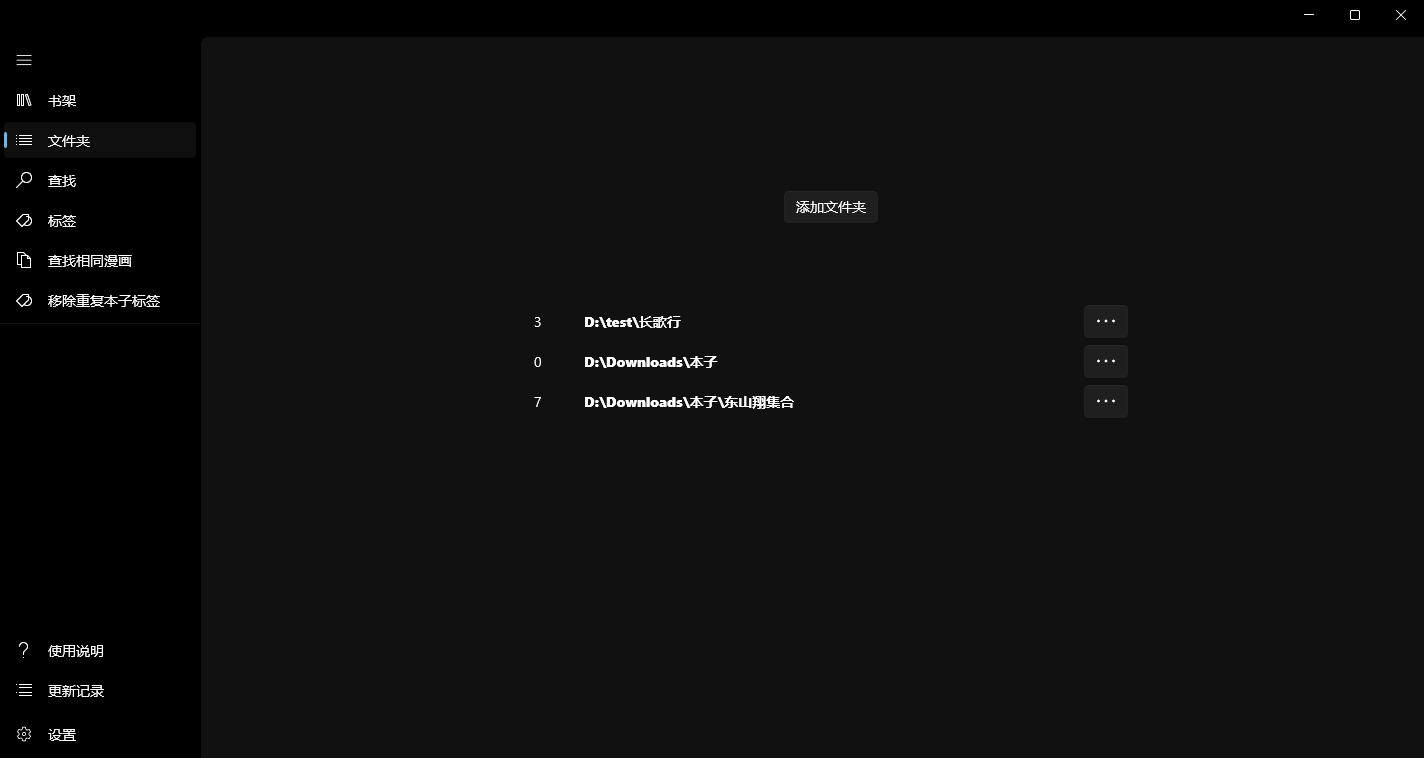 书架
文件夹
查找
标签
查找相同漫画
移除重复本子标签
添加文件夹
3 D:\test\长歌行
0 D:\Downloads\本子
7 D:\Downloads\本子\东山翔集合
使用说明
更新记录
设置